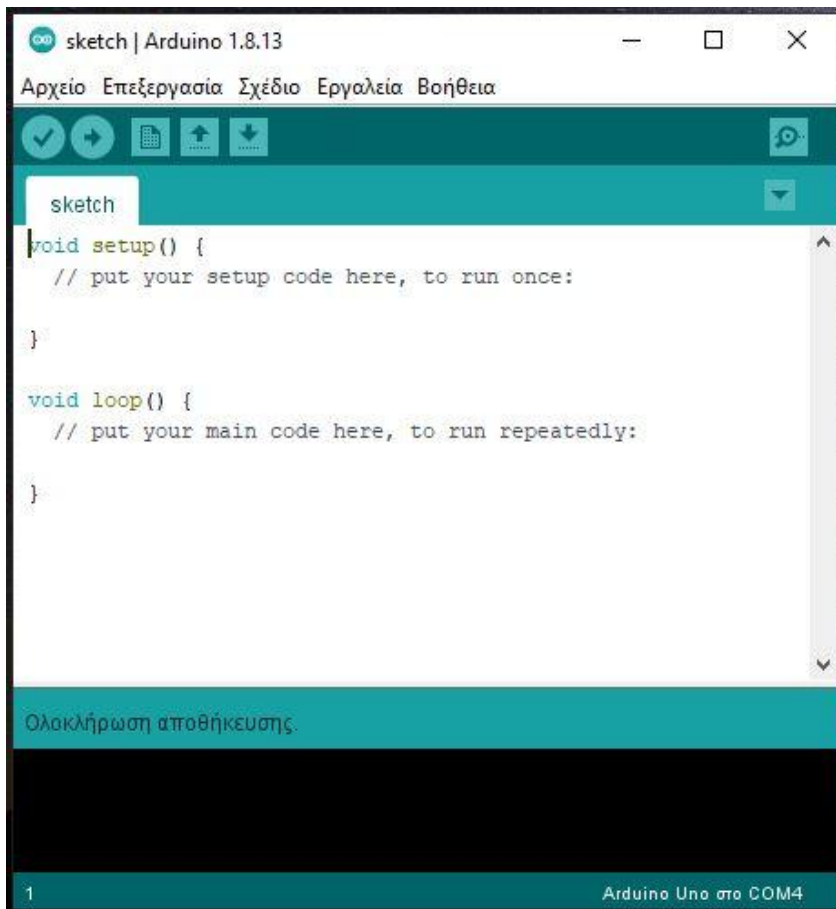 sketch | Arduino 1.8.13
Αρχείο Επεξεργασία Σχέδιο Εργαλεία Βοήθεια
sketch
void setup() {
  // put your setup code here, to run once:
}
void loop() {
  // put your main code here, to run repeatedly:
}
Ολοκλήρωση αποθήκευσης.
1 Arduino Uno στο COM4